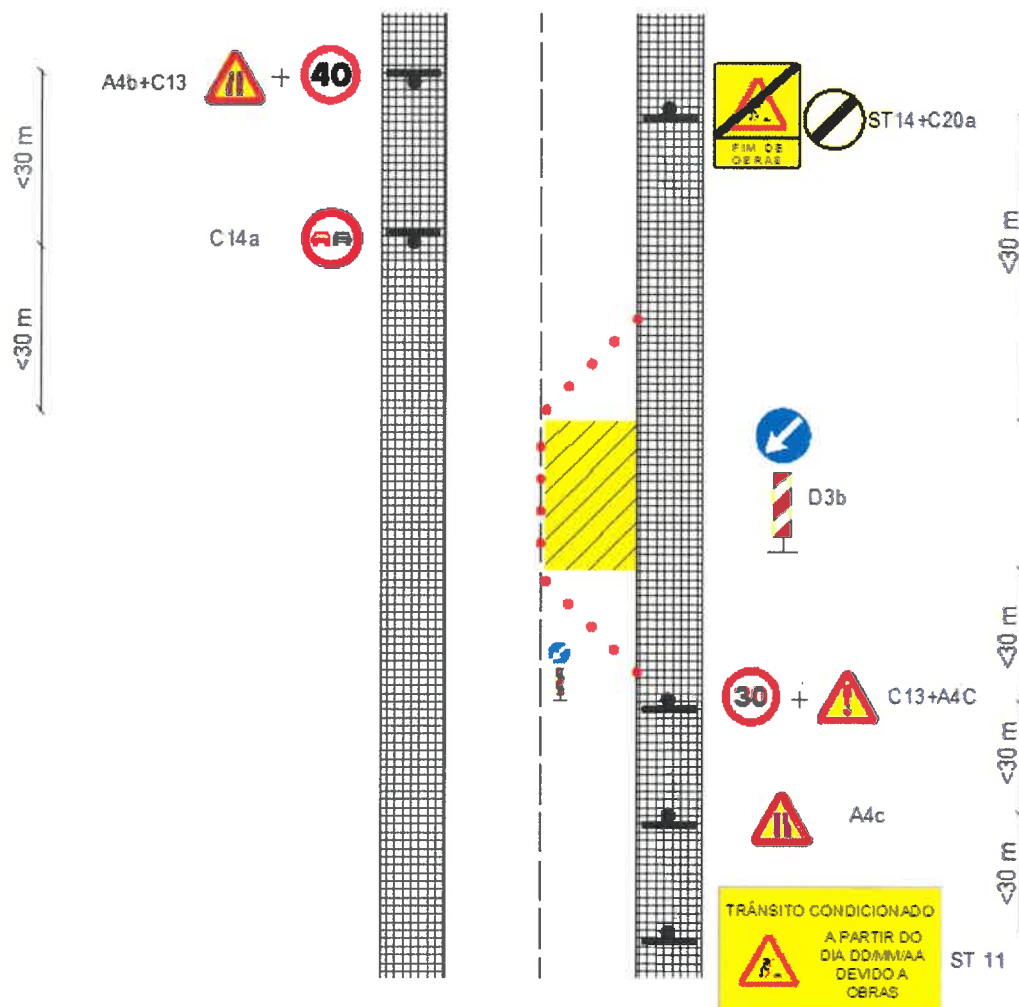 A4b+C13
+
40
ST14+C20a
FIM DE
OBRAS
<30 m
C14a
<30 m
<30 m
D3b
<30 m
30
+
C13+A4C
<30 m
A4c
<30 m
TRÂNSITO CONDICIONADO
A PARTIR DO
DIA DD/MM/AA
DEVIDO A
OBRAS
ST 11